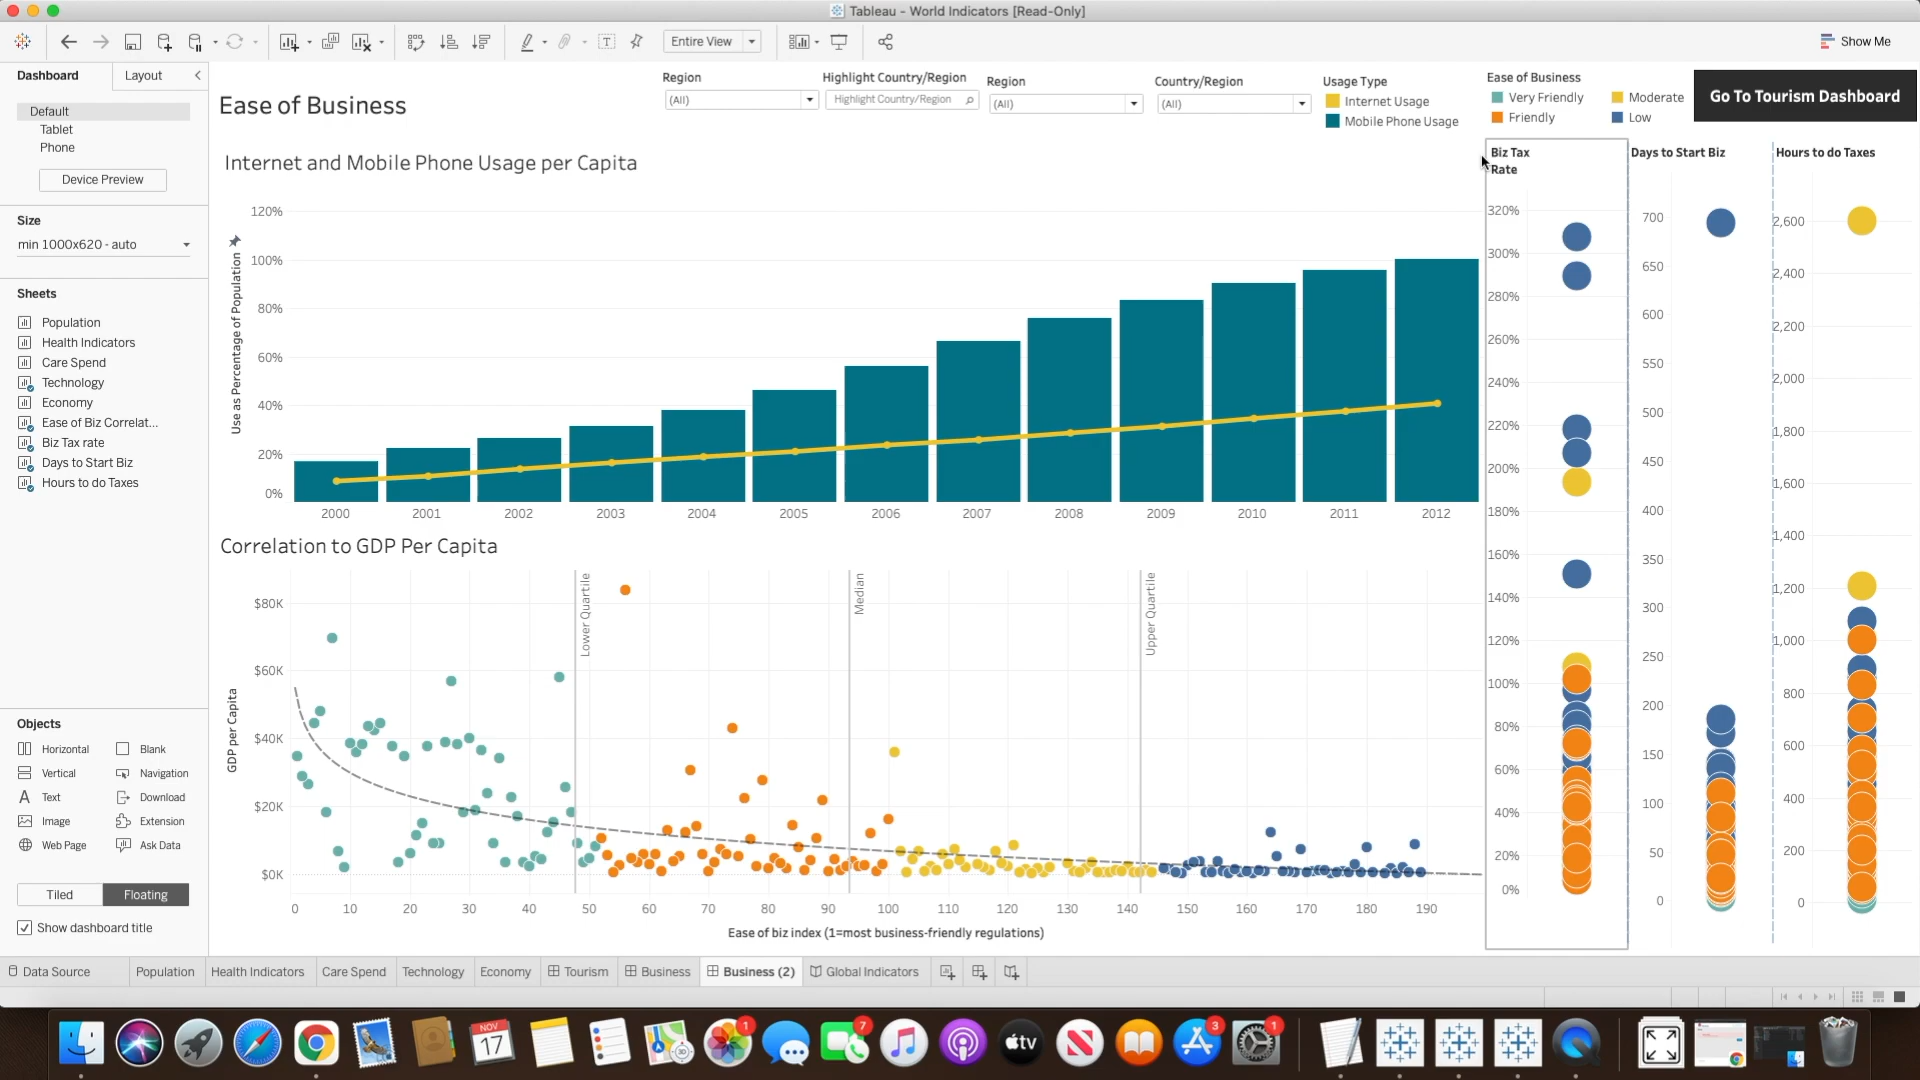 Tableau - World Indicators [Read-Only]
Entire View
Show Me
Dashboard
Layout
Default
Tablet
Phone
Device Preview
Size
min 1000x620 - auto
Sheets
Population
Health Indicators
Care Spend
Technology
Economy
Ease of Biz Correlat...
Biz Tax rate
Days to Start Biz
Hours to do Taxes
Objects
Horizontal
Blank
Vertical
Navigation
Text
Download
Image
Extension
Web Page
Ask Data
Tiled
Floating
Show dashboard title
Ease of Business
Region
(All)
Highlight Country/Region
Highlight Country/Region
Region
(All)
Country/Region
(All)
Usage Type
Internet Usage
Mobile Phone Usage
Ease of Business
Very Friendly
Moderate
Friendly
Low
Go To Tourism Dashboard
Internet and Mobile Phone Usage per Capita
Use as Percentage of Population
120%
100%
80%
60%
40%
20%
0%
2000 2001 2002 2003 2004 2005 2006 2007 2008 2009 2010 2011 2012
Correlation to GDP Per Capita
GDP per Capita
$80K
$60K
$40K
$20K
$0K
Lower Quartile
Median
Upper Quartile
0 10 20 30 40 50 60 70 80 90 100 110 120 130 140 150 160 170 180 190
Ease of biz index (1=most business-friendly regulations)
Biz Tax
Rate
320%
300%
280%
260%
240%
220%
200%
180%
160%
140%
120%
100%
80%
60%
40%
20%
0%
Days to Start Biz
700
650
600
550
500
450
400
350
300
250
200
150
100
50
0
Hours to do Taxes
2,600
2,400
2,200
2,000
1,800
1,600
1,400
1,200
1,000
800
600
400
200
0
Data Source
Population
Health Indicators
Care Spend
Technology
Economy
Tourism
Business
Business (2)
Global Indicators
NOV
17
1
7
tv
3
1